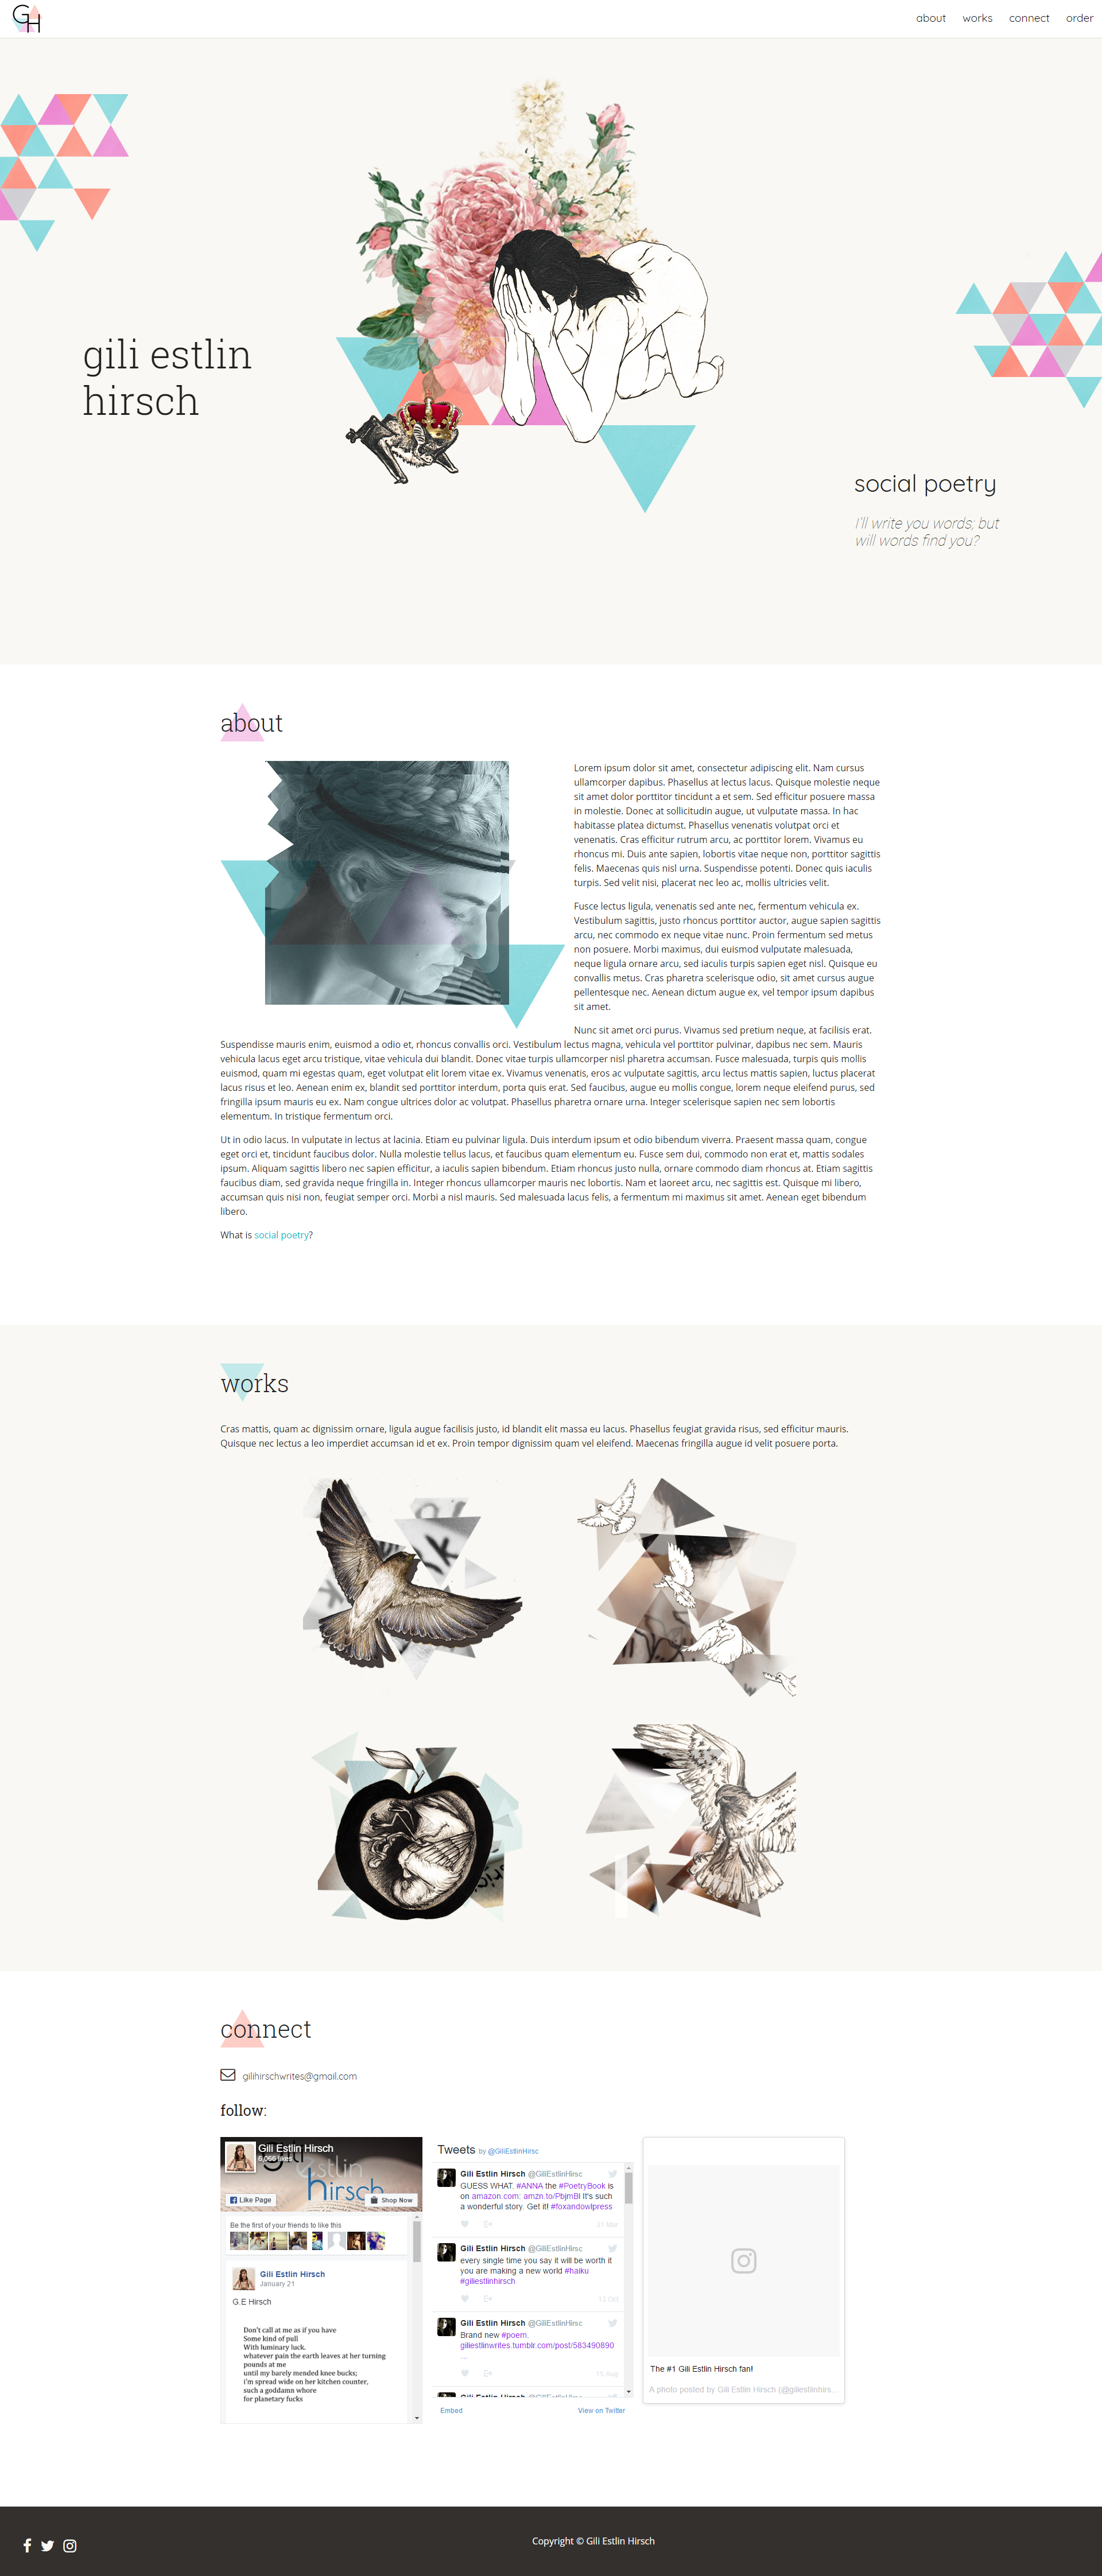 GH
about works connect order
gili estlin
hirsch
social poetry
I'll write you words; but
will words find you?
about
Lorem ipsum dolor sit amet, consectetur adipiscing elit. Nam cursus
ullamcorper dapibus. Phasellus at lectus lacus. Quisque molestie neque
sit amet dolor porttitor tincidunt a et sem. Sed efficitur posuere massa
in molestie. Donec at sollicitudin augue, ut vulputate massa. In hac
habitasse platea dictumst. Phasellus venenatis volutpat orci et
venenatis. Cras efficitur rutrum arcu, ac porttitor lorem. Vivamus eu
rhoncus mi. Duis ante sapien, lobortis vitae neque non, porttitor sagittis
felis. Maecenas quis nisl urna. Suspendisse potenti. Donec quis iaculis
turpis. Sed velit nisi, placerat nec leo ac, mollis ultricies velit.
Fusce lectus ligula, venenatis sed ante nec, fermentum vehicula ex.
Vestibulum sagittis, justo rhoncus porttitor auctor, augue sapien sagittis
arcu, nec commodo ex neque vitae nunc. Proin fermentum sed metus
non posuere. Morbi maximus, dui euismod vulputate malesuada,
neque ligula ornare arcu, sed iaculis turpis sapien eget nisl. Quisque eu
convallis metus. Cras pharetra scelerisque odio, sit amet cursus augue
pellentesque nec. Aenean dictum augue ex, vel tempor ipsum dapibus
sit amet.
Nunc sit amet orci purus. Vivamus sed pretium neque, at facilisis erat.
Suspendisse mauris enim, euismod a odio et, rhoncus convallis orci. Vestibulum lectus magna, vehicula vel porttitor pulvinar, dapibus nec sem. Mauris
vehicula lacus eget arcu tristique, vitae vehicula dui blandit. Donec vitae turpis ullamcorper nisl pharetra accumsan. Fusce malesuada, turpis quis mollis
euismod, quam mi egestas quam, eget volutpat elit lorem vitae ex. Vivamus venenatis, eros ac vulputate sagittis, arcu lectus mattis sapien, luctus placerat
lacus risus et leo. Aenean enim ex, blandit sed porttitor interdum, porta quis erat. Sed faucibus, augue eu mollis congue, lorem neque eleifend purus, sed
fringilla ipsum mauris eu ex. Nam congue ultrices dolor ac volutpat. Phasellus pharetra ornare urna. Integer scelerisque sapien nec sem lobortis
elementum. In tristique fermentum orci.
Ut in odio lacus. In vulputate in lectus at lacinia. Etiam eu pulvinar ligula. Duis interdum ipsum et odio bibendum viverra. Praesent massa quam, congue
eget orci et, tincidunt faucibus dolor. Nulla molestie tellus lacus, et faucibus quam elementum eu. Fusce sem dui, commodo non erat et, mattis sodales
ipsum. Aliquam sagittis libero nec sapien efficitur, a iaculis sapien bibendum. Etiam rhoncus justo nulla, ornare commodo diam rhoncus at. Etiam sagittis
faucibus diam, sed gravida neque fringilla in. Integer rhoncus ullamcorper mauris nec lobortis. Nam et laoreet arcu, nec sagittis est. Quisque mi libero,
accumsan quis nisi non, feugiat semper orci. Morbi a nisl mauris. Sed malesuada lacus felis, a fermentum mi maximus sit amet. Aenean eget bibendum
libero.
What is social poetry?
works
Cras mattis, quam ac dignissim ornare, ligula augue facilisis justo, id blandit elit massa eu lacus. Phasellus feugiat gravida risus, sed efficitur mauris.
Quisque nec lectus a leo imperdiet accumsan id et ex. Proin tempor dignissim quam vel eleifend. Maecenas fringilla augue id velit posuere porta.
connect
gilihirschwrites@gmail.com
follow:
Gili Estlin Hirsch
likes
gili
estlin
hirsch
Like Page
Shop Now
Be the first of your friends to like this
Gili Estlin Hirsch
January 21
G.E Hirsch
Don't call at me as if you have
Some kind of pull
With luminary luck.
whatever pain the earth leaves at her turning
pounds at me
until my barely mended knee bucks;
i'm spread wide on her kitchen counter,
such a goddamn whore
for planetary fucks
Tweets by @GiliEstlinHirsc
Gili Estlin Hirsch @GiliEstlinHirsc
GUESS WHAT. #ANNA the #PoetryBook is
on amazon.com: amzn.to/PbjmBI It's such
a wonderful story. Get it! #foxandowlpress
31 Mar
Gili Estlin Hirsch @GiliEstlinHirsc
every single time you say it will be worth it
you are making a new world #haiku
#giliestlinhirsch
13 Oct
Gili Estlin Hirsch @GiliEstlinHirsc
Brand new #poem.
giliestlinwrites.tumblr.com/post/583490890
...
15 Aug
Gili Estlin Hirsch @GiliEstlinHirsc
Embed
View on Twitter
The #1 Gili Estlin Hirsch fan!
A photo posted by Gili Estlin Hirsch (@giliestlinhirs...
Copyright © Gili Estlin Hirsch